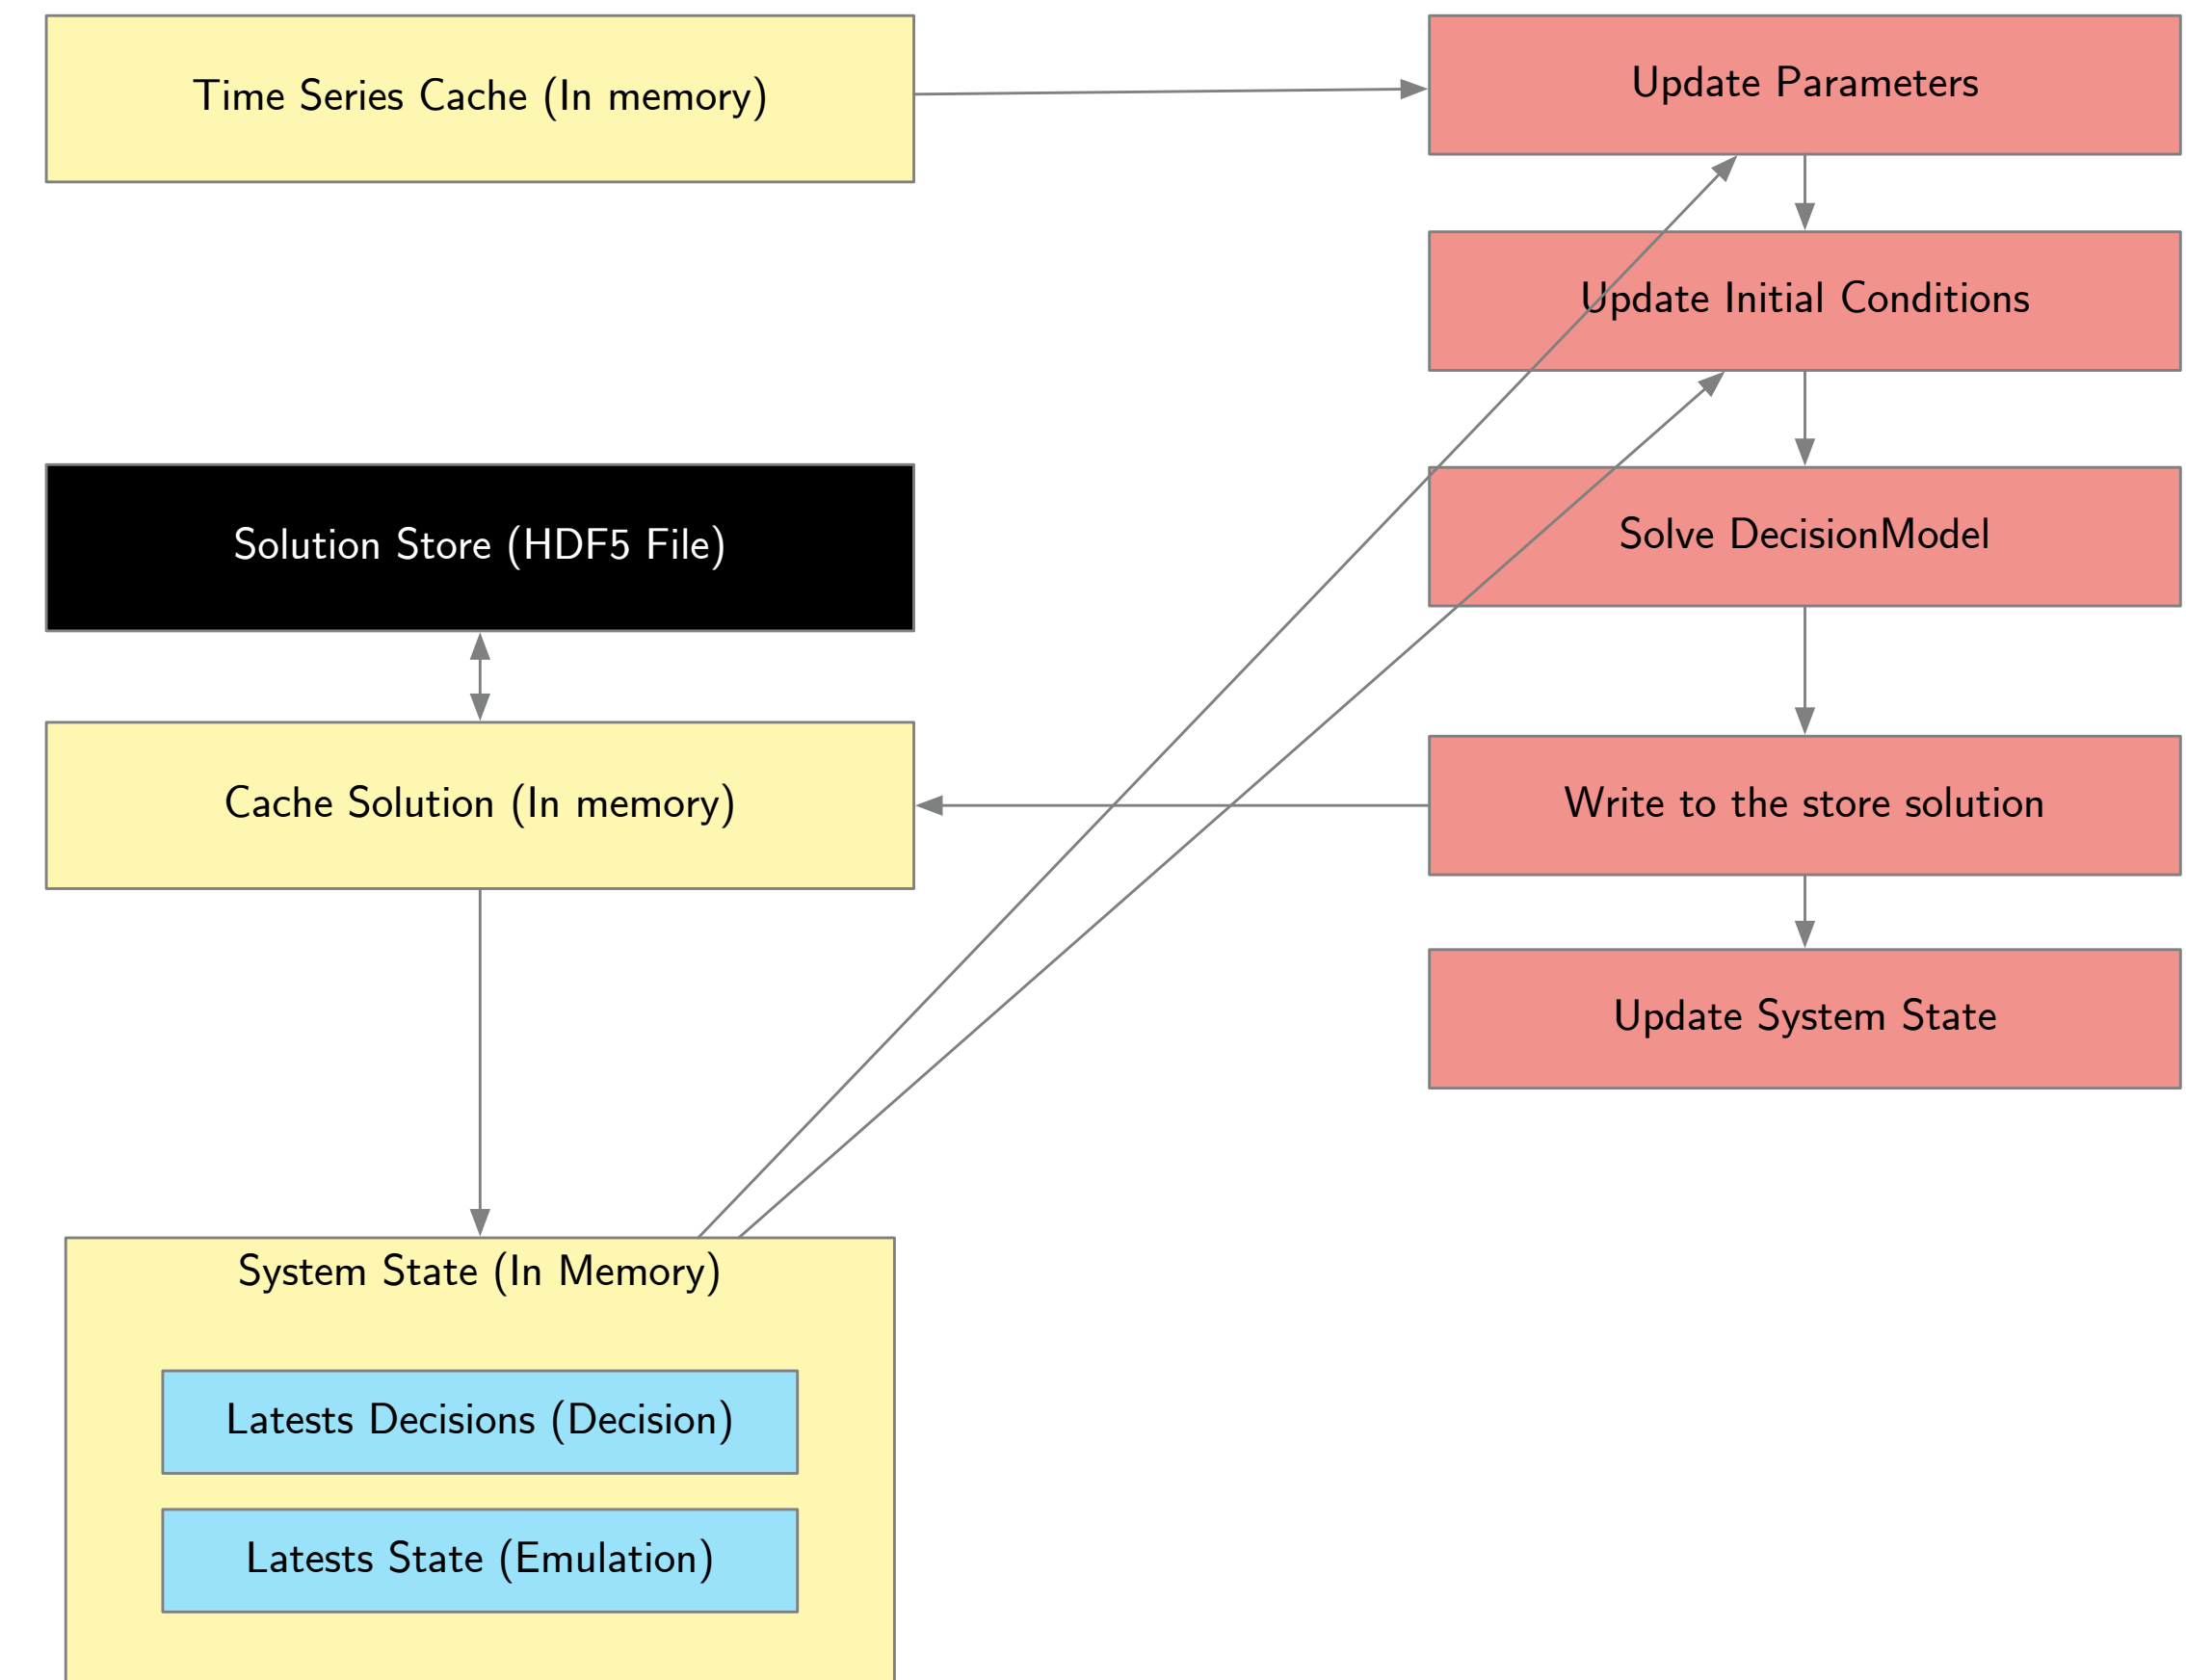 Time Series Cache (In memory)
Update Parameters
Update Initial Conditions
Solution Store (HDF5 File)
Solve DecisionModel
Cache Solution (In memory)
Write to the store solution
Update System State
System State (In Memory)
Latests Decisions (Decision)
Latests State (Emulation)